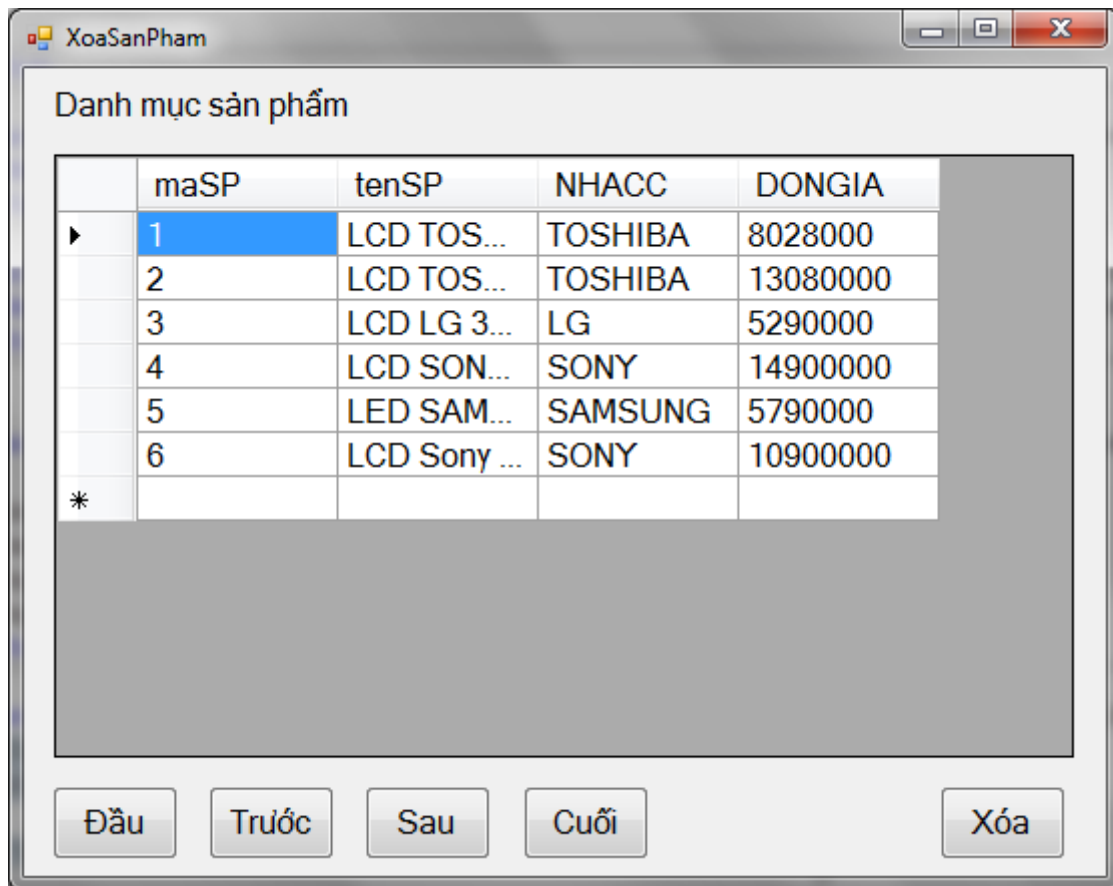 XoaSanPham
Danh mục sản phẩm
maSP tenSP NHACC DONGIA
1 LCD TOS... TOSHIBA 8028000
2 LCD TOS... TOSHIBA 13080000
3 LCD LG 3... LG 5290000
4 LCD SON... SONY 14900000
5 LED SAM... SAMSUNG 5790000
6 LCD Sony ... SONY 10900000
Đầu Trước Sau Cuối Xóa